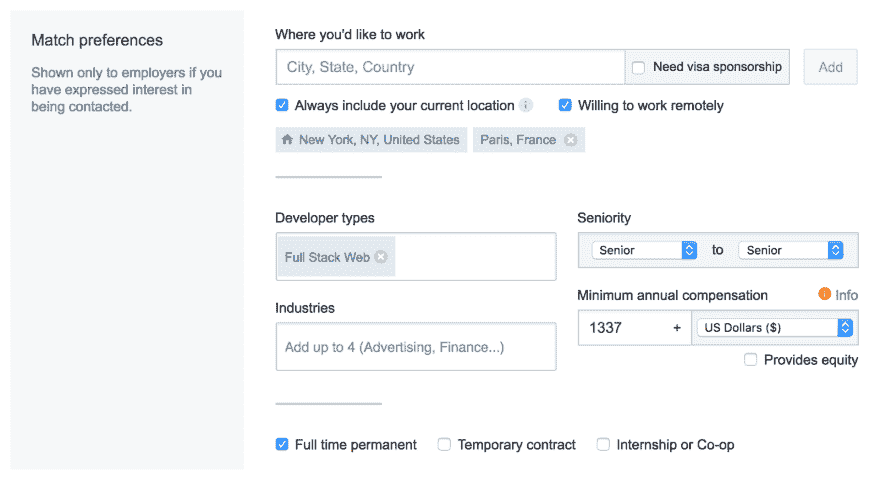 Match preferences
Shown only to employers if you
have expressed interest in
being contacted.
Where you'd like to work
City, State, Country
Need visa sponsorship
Add
Always include your current location i
Willing to work remotely
New York, NY, United States
Paris, France
Developer types
Full Stack Web
Seniority
Senior to Senior
Industries
Add up to 4 (Advertising, Finance...)
Minimum annual compensation
Info
1337 + US Dollars ($)
Provides equity
Full time permanent
Temporary contract
Internship or Co-op